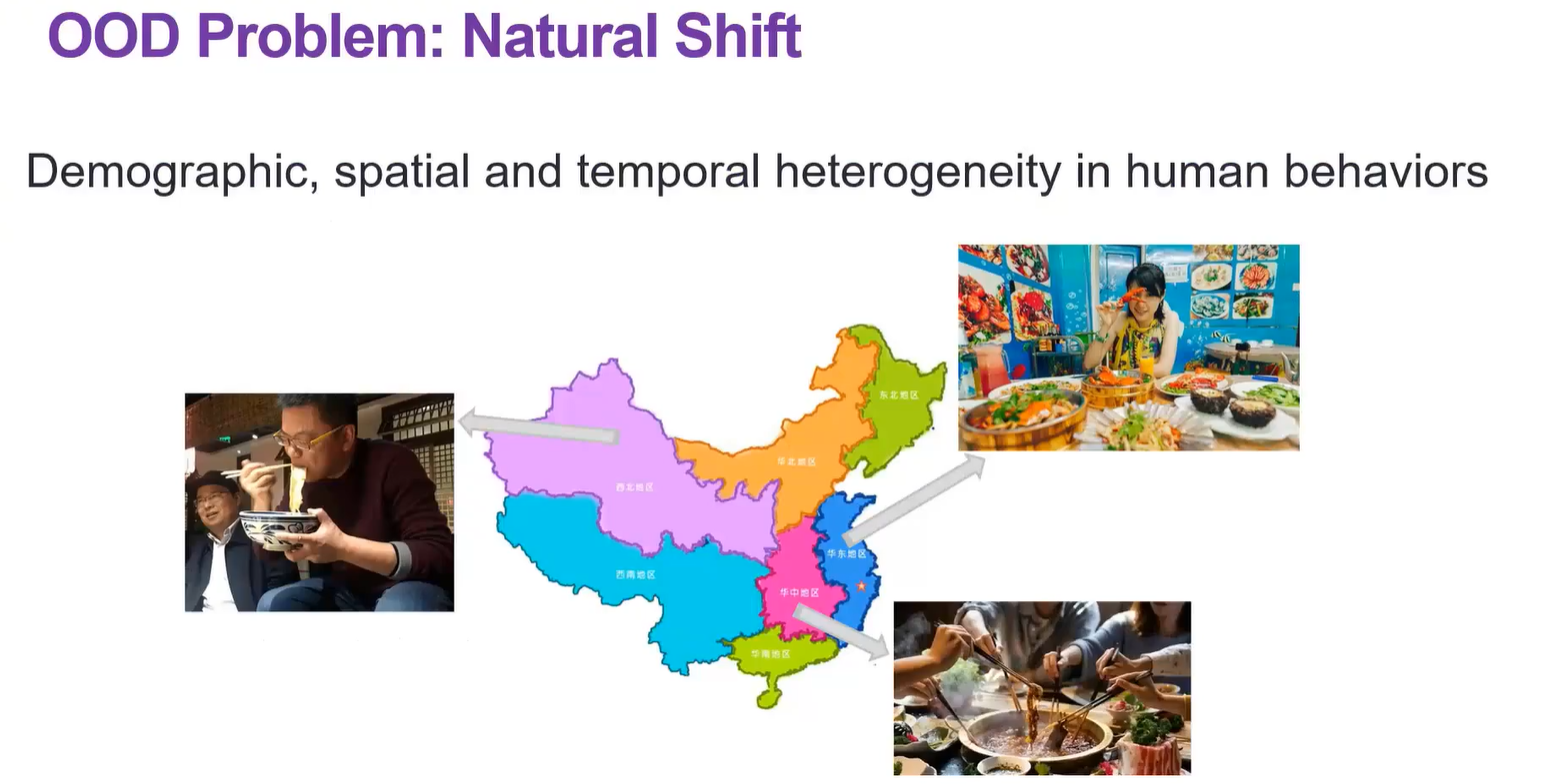 OOD Problem: Natural Shift
Demographic, spatial and temporal heterogeneity in human behaviors
东北地区
华北地区
西北地区
华东地区
西南地区
华中地区
华南地区